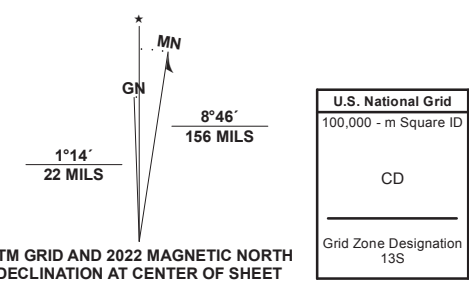 ★
MN
GN
8°46´
156 MILS
1°14´
22 MILS
TM GRID AND 2022 MAGNETIC NORTH
DECLINATION AT CENTER OF SHEET
U.S. National Grid
100,000 - m Square ID
CD
Grid Zone Designation
13S